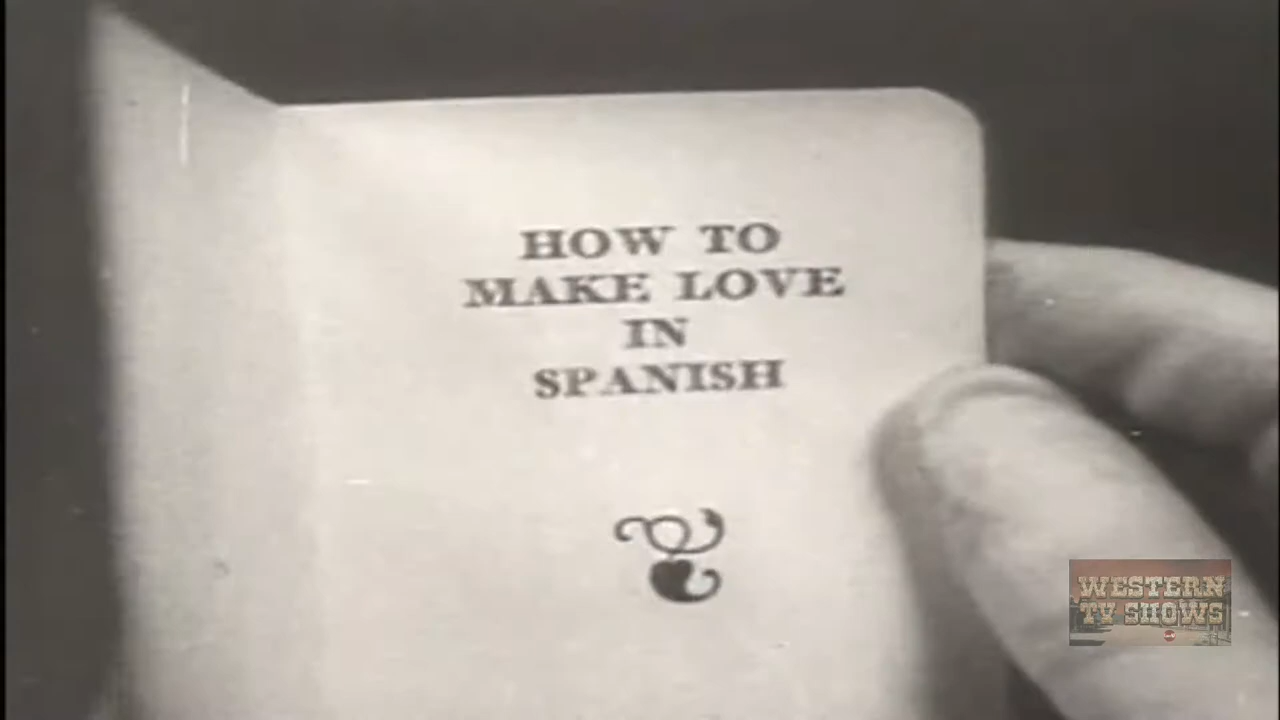 HOW TO
MAKE LOVE
IN
SPANISH
WESTERN
TV SHOWS